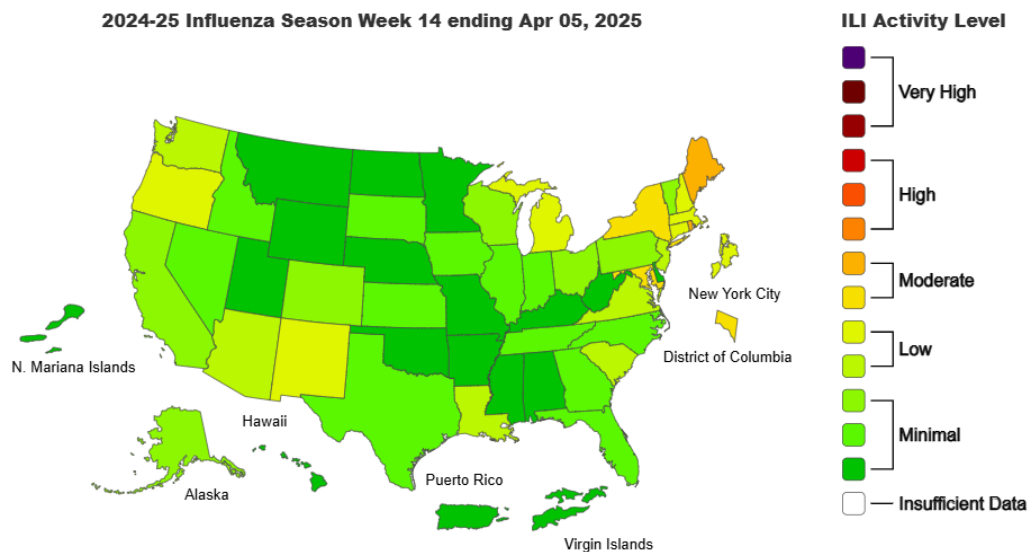 2024-25 Influenza Season Week 14 ending Apr 05, 2025
ILI Activity Level
Very High
High
Moderate
Low
Minimal
Insufficient Data
New York City
District of Columbia
N. Mariana Islands
Hawaii
Alaska
Puerto Rico
Virgin Islands